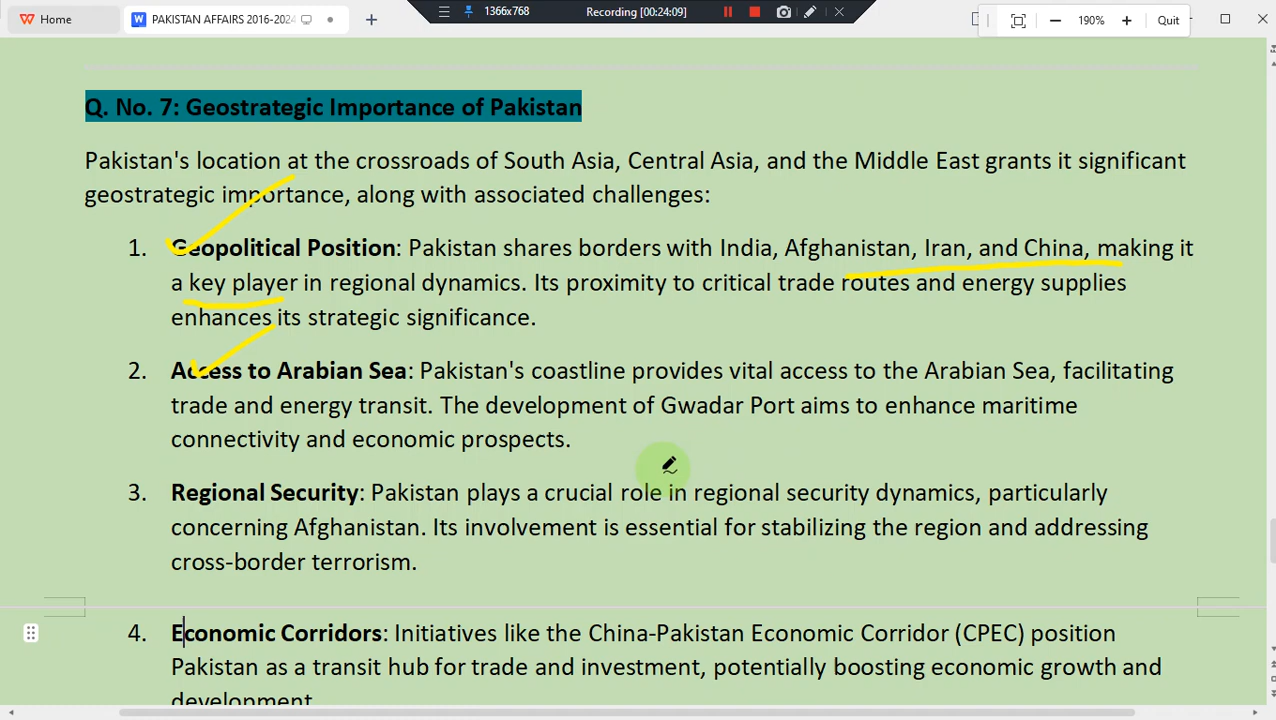 Home
PAKISTAN AFFAIRS 2016-2024
1366x768
Recording [00:24:09]
190%
Quit
Q. No. 7: Geostrategic Importance of Pakistan
Pakistan's location at the crossroads of South Asia, Central Asia, and the Middle East grants it significant
geostrategic importance, along with associated challenges:
1. Geopolitical Position: Pakistan shares borders with India, Afghanistan, Iran, and China, making it
a key player in regional dynamics. Its proximity to critical trade routes and energy supplies
enhances its strategic significance.
2. Access to Arabian Sea: Pakistan's coastline provides vital access to the Arabian Sea, facilitating
trade and energy transit. The development of Gwadar Port aims to enhance maritime
connectivity and economic prospects.
3. Regional Security: Pakistan plays a crucial role in regional security dynamics, particularly
concerning Afghanistan. Its involvement is essential for stabilizing the region and addressing
cross-border terrorism.
4. Economic Corridors: Initiatives like the China-Pakistan Economic Corridor (CPEC) position
Pakistan as a transit hub for trade and investment, potentially boosting economic growth and
development.